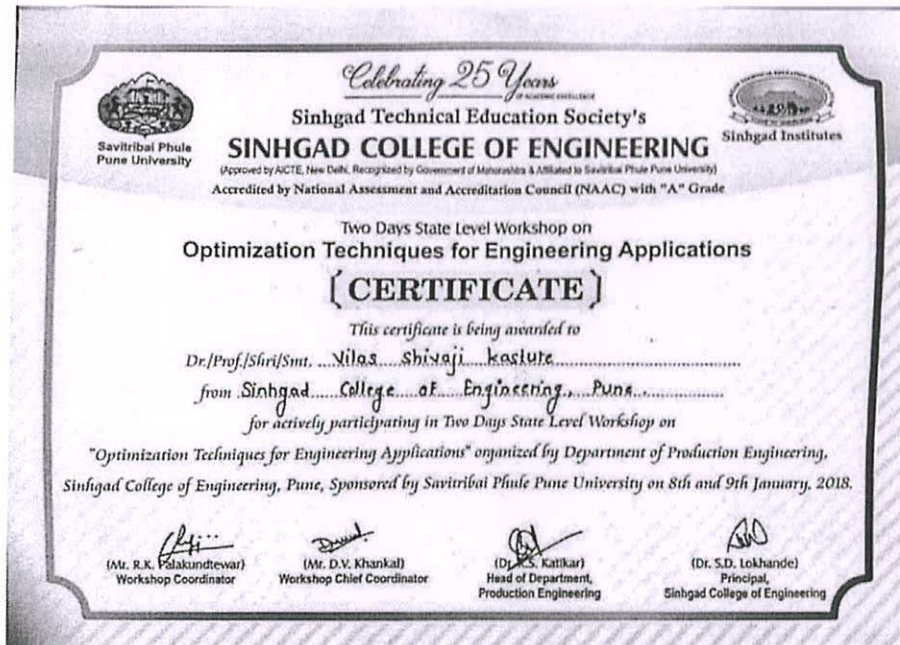 Celebrating 25 Years
OF ACADEMIC EXCELLENCE
Savitribai Phule
Pune University
Sinhgad Institutes
Sinhgad Technical Education Society's
SINHGAD COLLEGE OF ENGINEERING
(Approved by AICTE, New Delhi, Recognized by Government of Maharashtra & Affiliated to Savitribai Phule Pune University)
Accredited by National Assessment and Accreditation Council (NAAC) with "A" Grade
Two Days State Level Workshop on
Optimization Techniques for Engineering Applications
[CERTIFICATE]
This certificate is being awarded to
Dr./Prof./Shri/Smt. Vilas Shivaji kaslute
from Sinhgad College of Engineering, Pune.
for actively participating in Two Days State Level Workshop on
"Optimization Techniques for Engineering Applications" organized by Department of Production Engineering,
Sinhgad College of Engineering, Pune, Sponsored by Savitribai Phule Pune University on 8th and 9th January, 2018.
(Mr. R.K. Palakundtewar)
Workshop Coordinator
(Mr. D.V. Khankal)
Workshop Chief Coordinator
(Dr. K.S. Katikar)
Head of Department,
Production Engineering
(Dr. S.D. Lokhande)
Principal,
Sinhgad College of Engineering